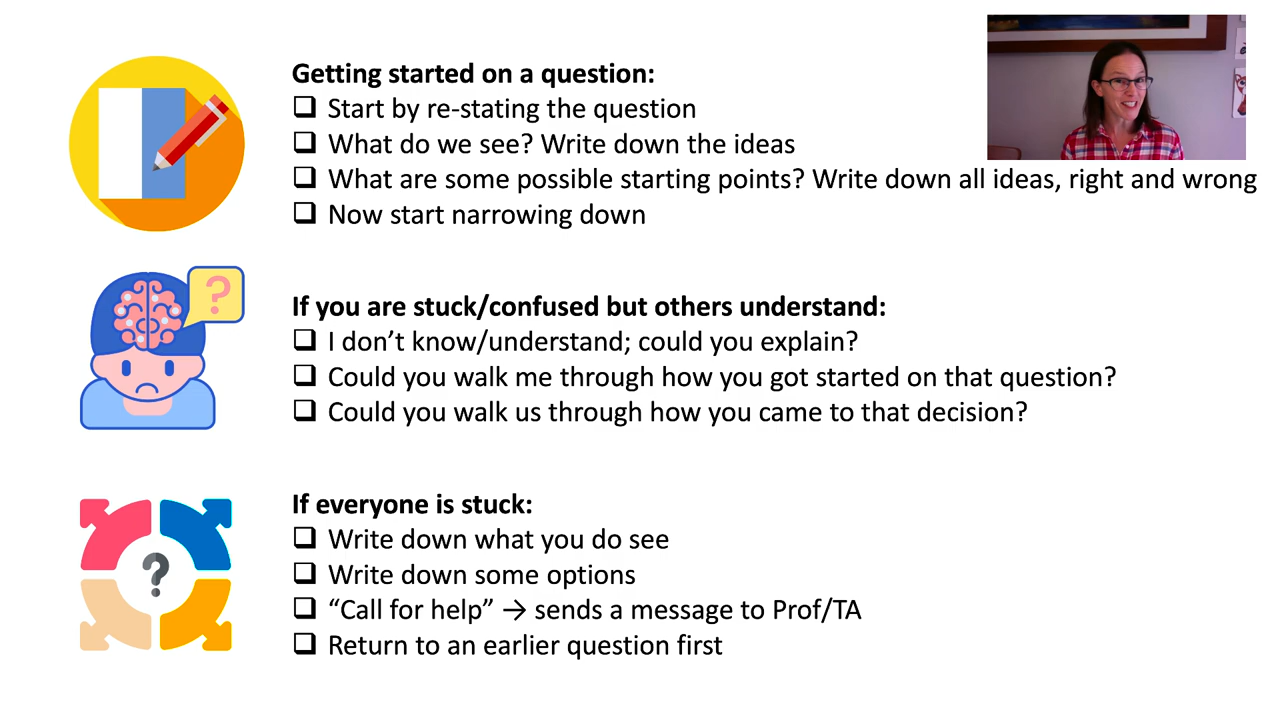 Getting started on a question:
❑ Start by re-stating the question
❑ What do we see? Write down the ideas
❑ What are some possible starting points? Write down all ideas, right and wrong
❑ Now start narrowing down
?
If you are stuck/confused but others understand:
❑ I don’t know/understand; could you explain?
❑ Could you walk me through how you got started on that question?
❑ Could you walk us through how you came to that decision?
If everyone is stuck:
❑ Write down what you do see
❑ Write down some options
?
❑ “Call for help” → sends a message to Prof/TA
❑ Return to an earlier question first